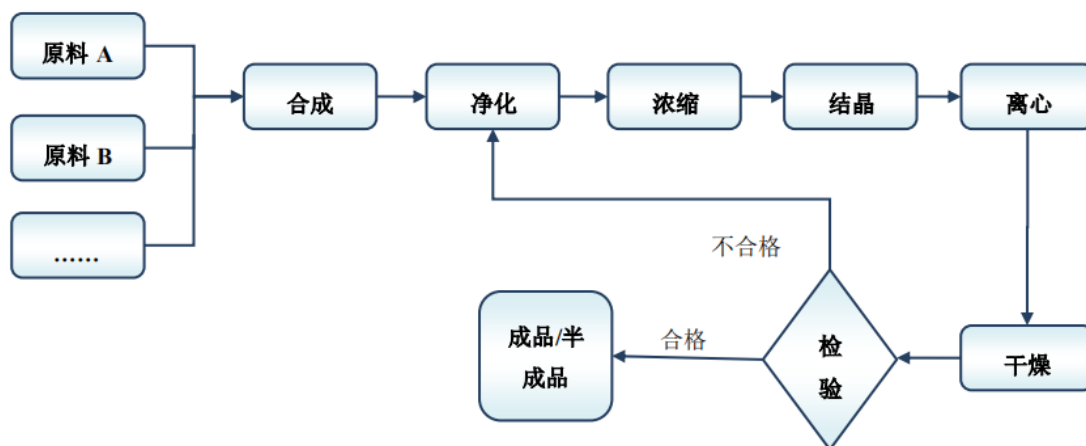 原料 A
原料 B
……
合成
净化
浓缩
结晶
离心
不合格
成品/半
成品
合格
检
验
干燥